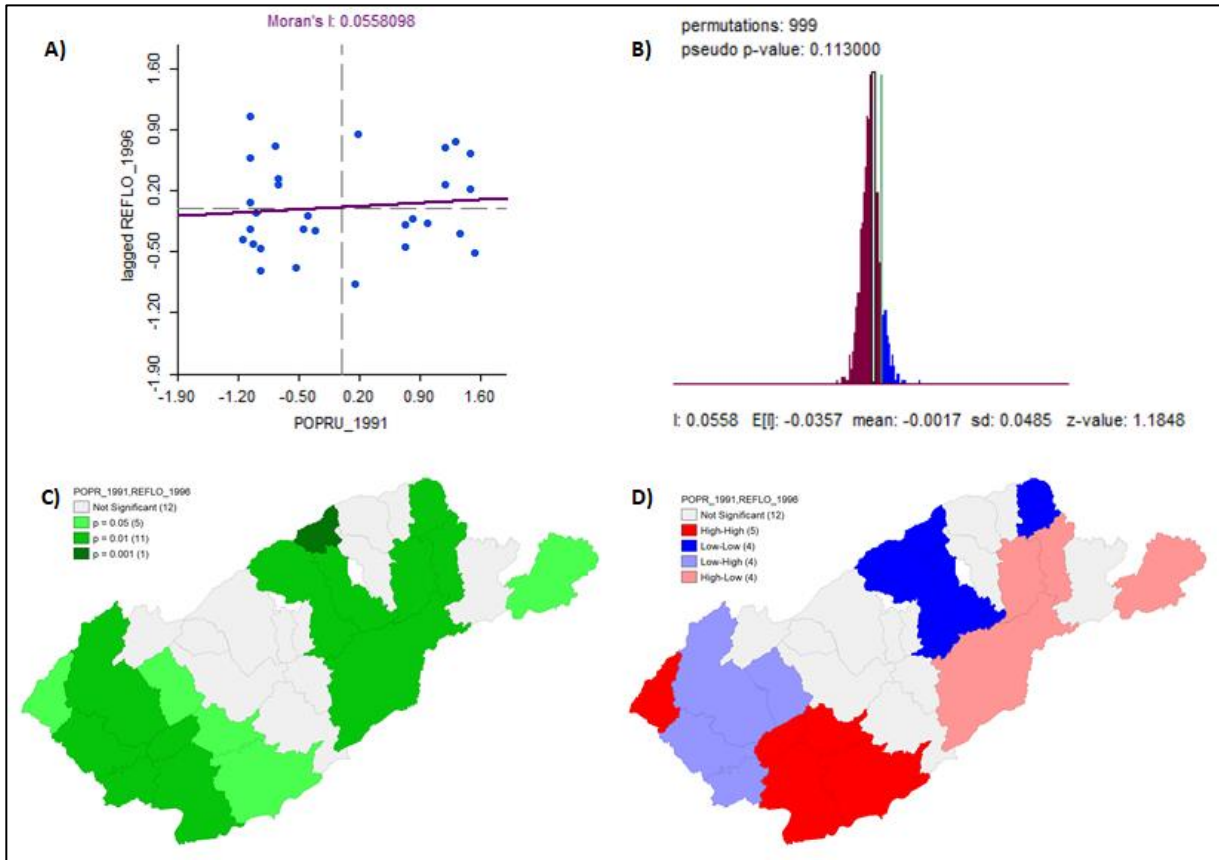 Moran's I: 0.0558098
A)
1.60
0.90
0.20
-0.50
-1.20
-1.90
lagged REFLO_1996
-1.90
-1.20
-0.50
0.20
0.90
1.60
POPRU_1991
B)
permutations: 999
pseudo p-value: 0.113000
I: 0.0558 E[I]: -0.0357 mean: -0.0017 sd: 0.0485 z-value: 1.1848
C)
POPR_1991,REFLO_1996
Not Significant (12)
p = 0.05 (5)
p = 0.01 (11)
p = 0.001 (1)
D)
POPR_1991,REFLO_1996
Not Significant (12)
High-High (5)
Low-Low (4)
Low-High (4)
High-Low (4)